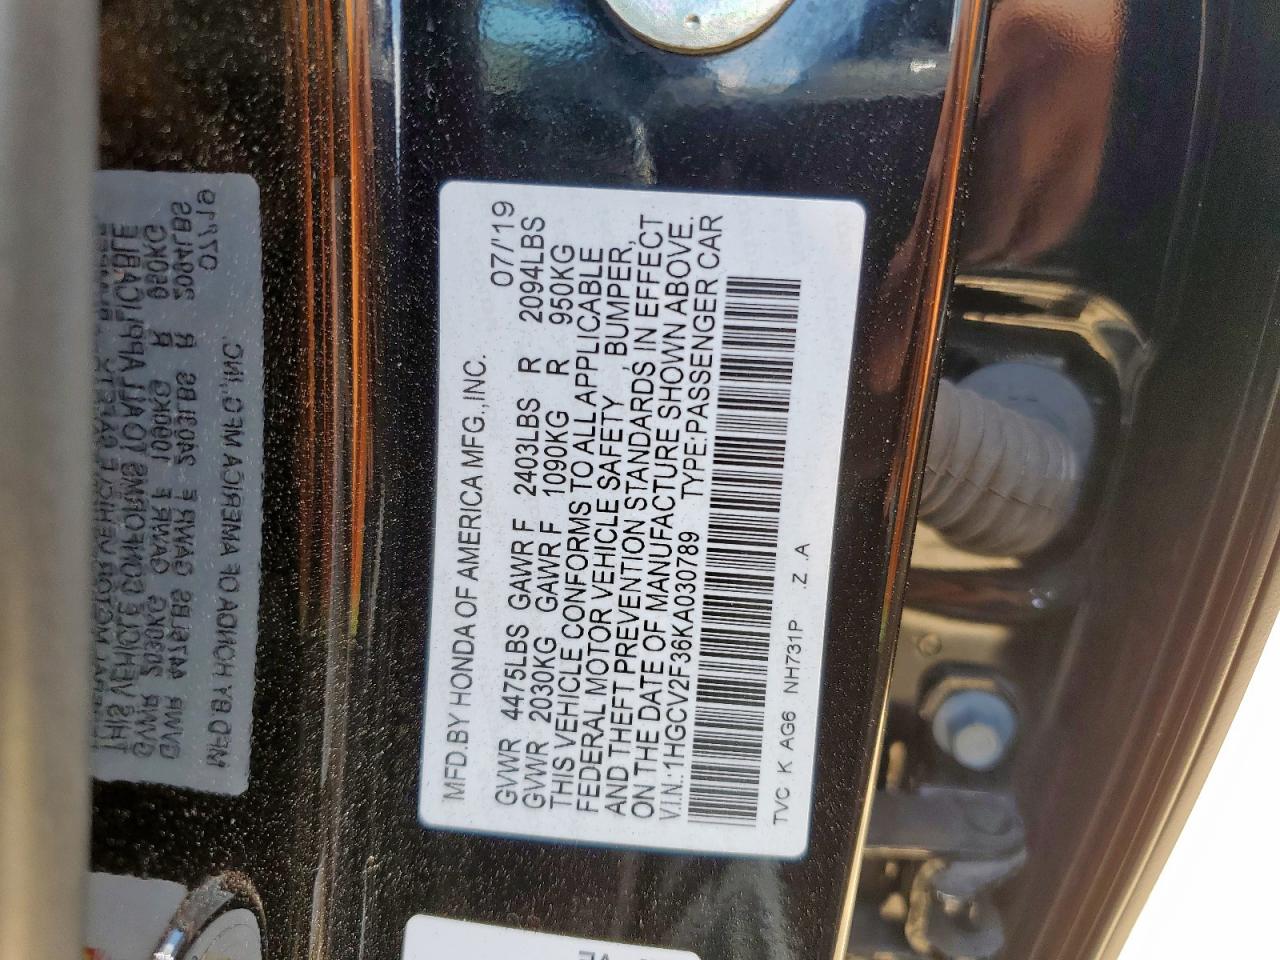 MFD.BY HONDA OF AMERICA MFG.,INC. 07/'19
GVWR 4475LBS GAWR F 2403LBS R 2094LBS
GVWR 2030KG GAWR F 1090KG R 950KG
THIS VEHICLE CONFORMS TO ALL APPLICABLE
FEDERAL MOTOR VEHICLE SAFETY, BUMPER,
AND THEFT PREVENTION STANDARDS IN EFFECT
ON THE DATE OF MANUFACTURE SHOWN ABOVE.
V.I.N.:1HGCV2F36KA030789 TYPE:PASSENGER CAR
TVC K AG6 NH731P .Z .A